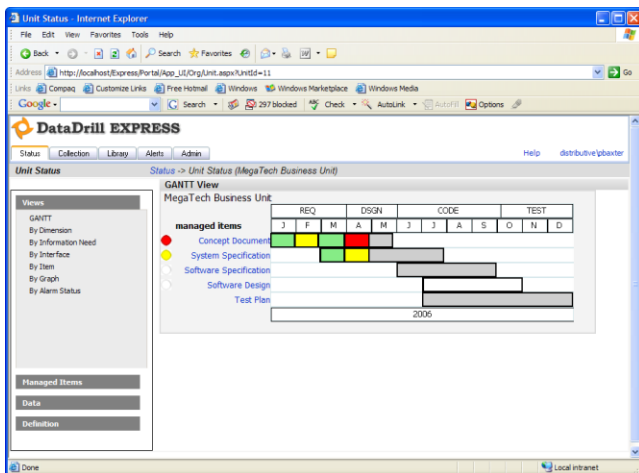 Unit Status - Internet Explorer
File Edit View Favorites Tools Help
Back Search Favorites
Address http://localhost/Express/Portal/App_UI/Org/Unit.aspx?UnitId=11 Go
Links Compaq Customize Links Free Hotmail Windows Windows Marketplace Windows Media
Google Search 297 blocked Check AutoLink AutoFill Options
DataDrill EXPRESS
Status Collection Library Alerts Admin Help distributive\pbaxter
Unit Status Status -> Unit Status (MegaTech Business Unit)
GANTT View
MegaTech Business Unit
Views
GANTT
By Dimension
By Information Need
By Interface
By Item
By Graph
By Alarm Status
Managed Items
Data
Definition
REQ DSGN CODE TEST
managed items J F M A M J J A S O N D
Concept Document
System Specification
Software Specification
Software Design
Test Plan
2006
Done Local intranet